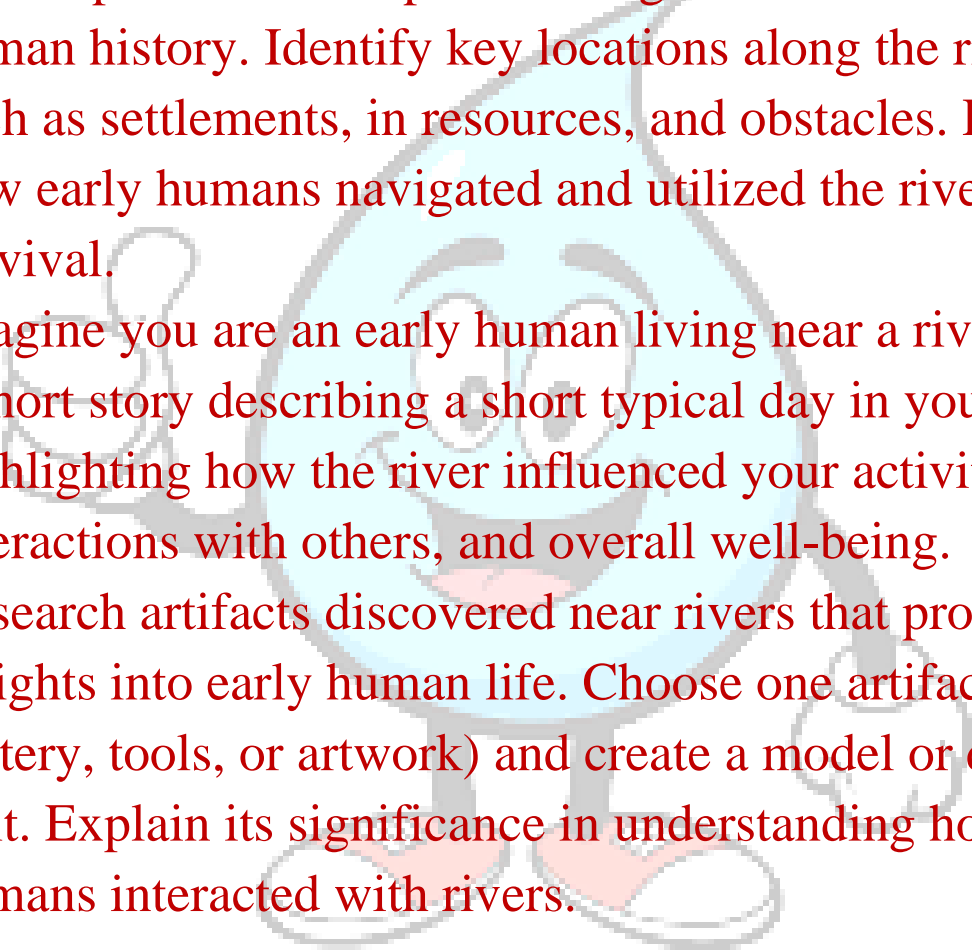 man history. Identify key locations along the r
h as settlements, in resources, and obstacles.
w early humans navigated and utilized the rive
vival.
agine you are an early human living near a riv
hort story describing a short typical day in you
hlighting how the river influenced your activi
eractions with others, and overall well-being.
search artifacts discovered near rivers that pro
ights into early human life. Choose one artifac
tery, tools, or artwork) and create a model or
t. Explain its significance in understanding ho
mans interacted with rivers.